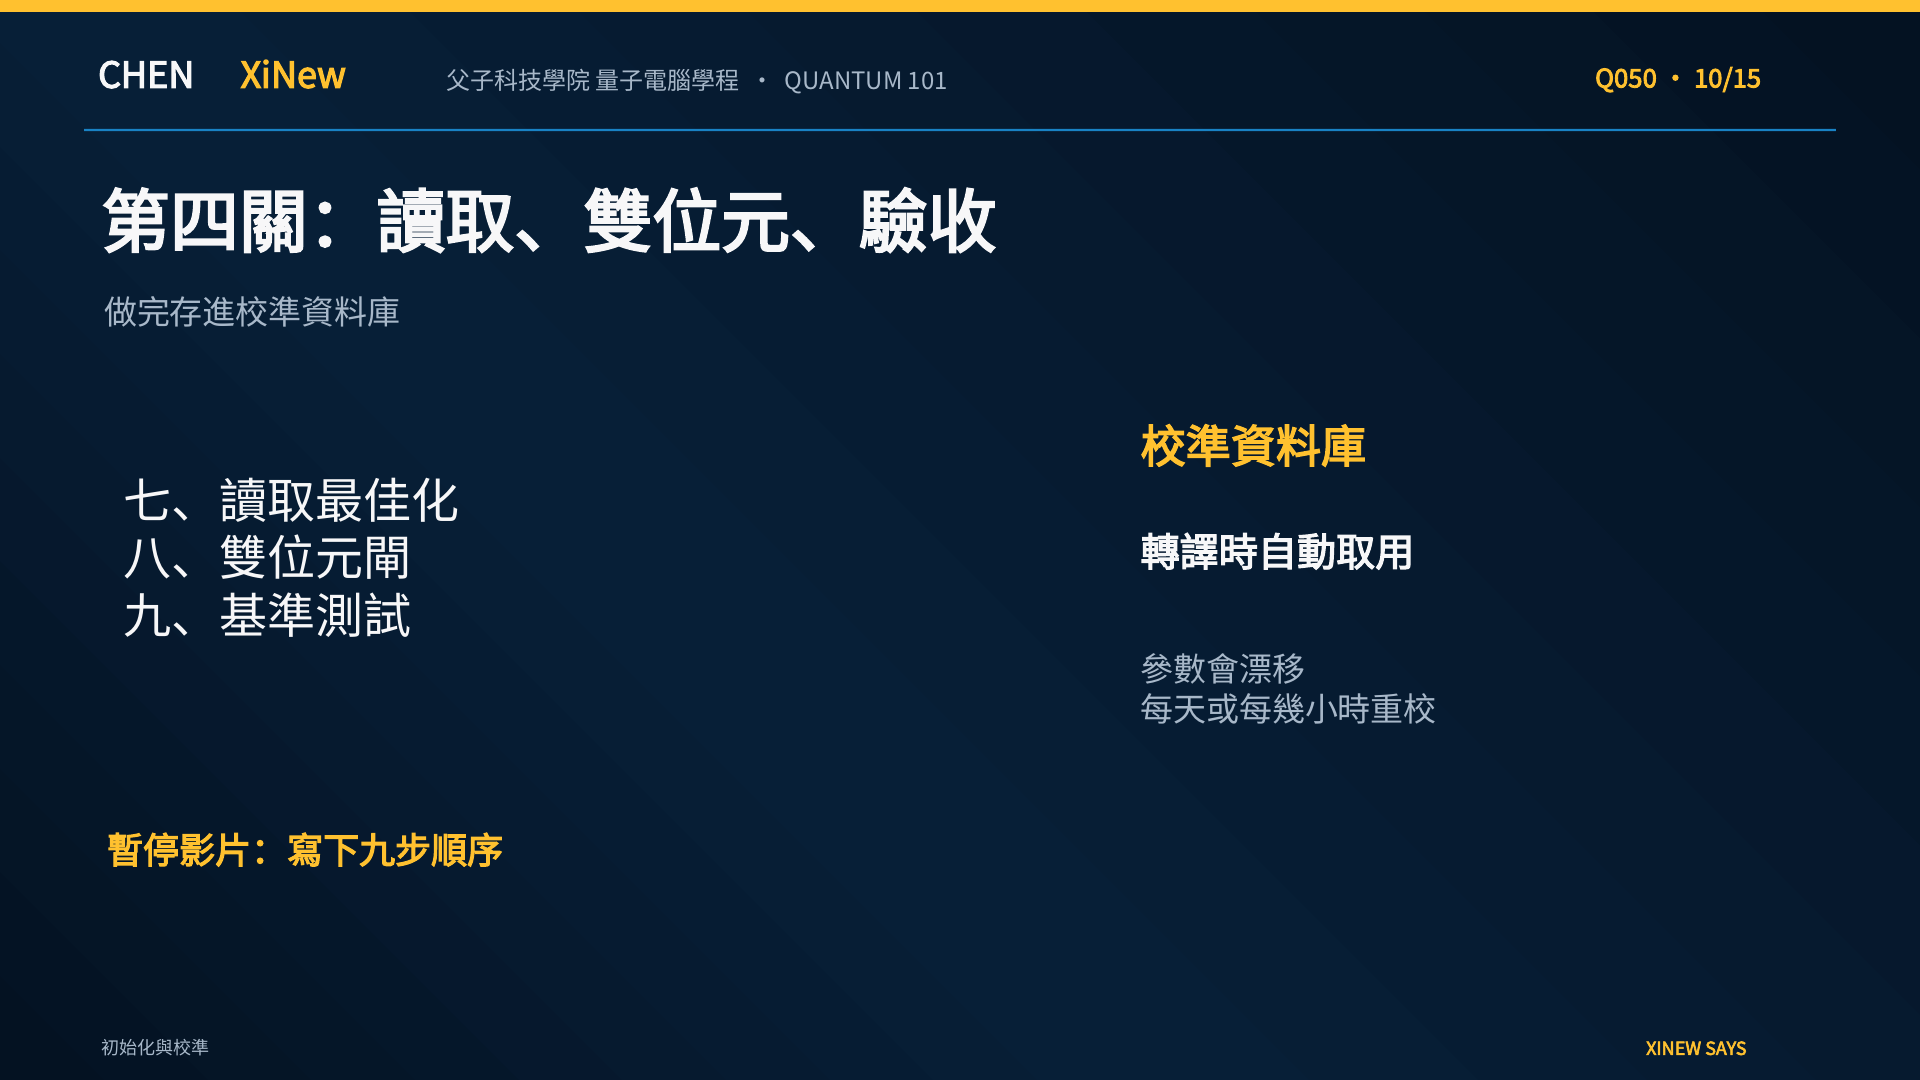 CHEN XiNew 父子科技學院 量子電腦學程 • QUANTUM 101 Q050 • 10/15
第四關：讀取、雙位元、驗收
做完存進校準資料庫
七、讀取最佳化
八、雙位元閘
九、基準測試
校準資料庫
轉譯時自動取用
參數會漂移
每天或每幾小時重校
暫停影片：寫下九步順序
初始化與校準 XINEW SAYS